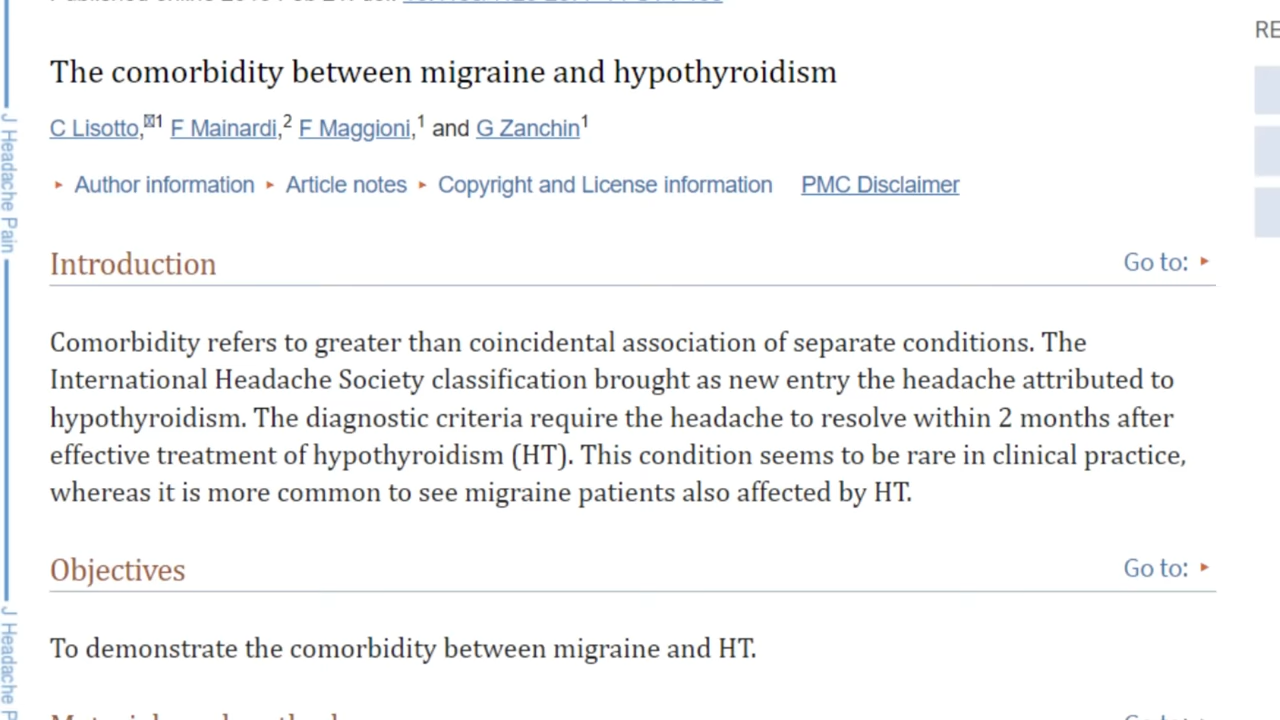 The comorbidity between migraine and hypothyroidism
C Lisotto,1 F Mainardi,2 F Maggioni,1 and G Zanchin1
▸ Author information ▸ Article notes ▸ Copyright and License information PMC Disclaimer
Introduction Go to: ▸
Comorbidity refers to greater than coincidental association of separate conditions. The
International Headache Society classification brought as new entry the headache attributed to
hypothyroidism. The diagnostic criteria require the headache to resolve within 2 months after
effective treatment of hypothyroidism (HT). This condition seems to be rare in clinical practice,
whereas it is more common to see migraine patients also affected by HT.
Objectives Go to: ▸
To demonstrate the comorbidity between migraine and HT.
J Headache Pain
J Headache P
RE